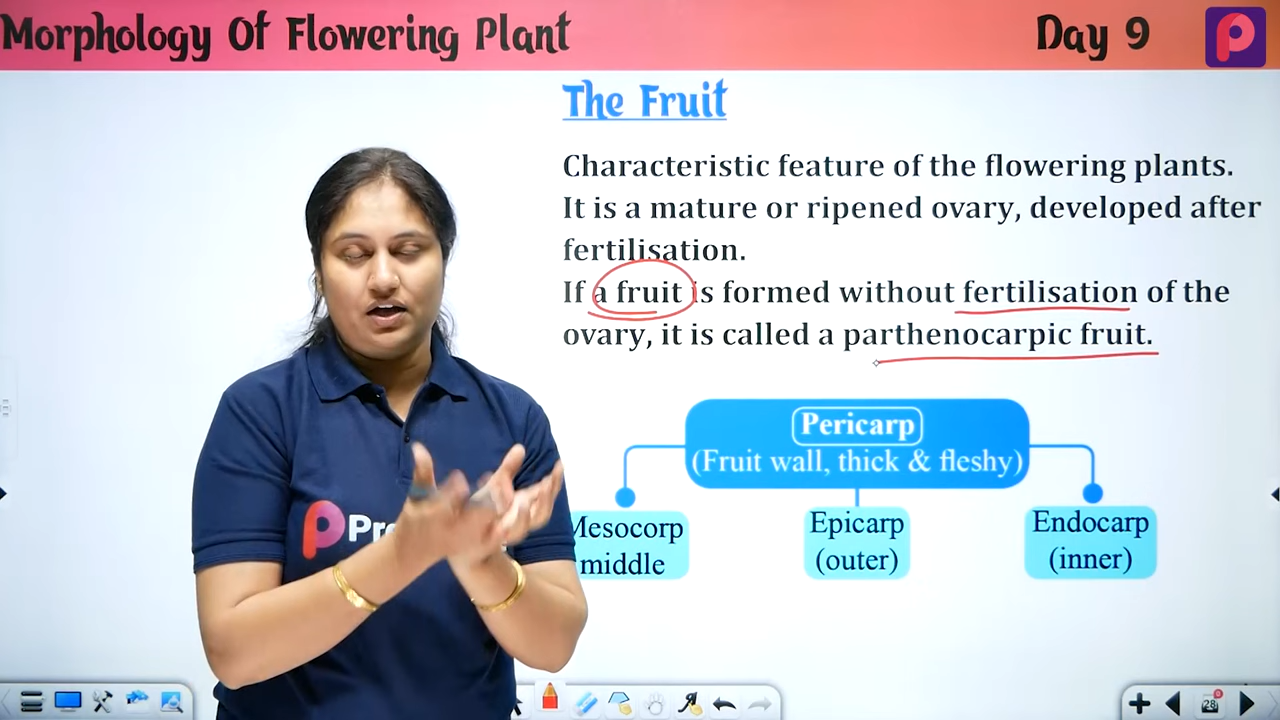 Morphology Of Flowering Plant
Day 9
The Fruit
Characteristic feature of the flowering plants.
It is a mature or ripened ovary, developed after
fertilisation.
If a fruit is formed without fertilisation of the
ovary, it is called a parthenocarpic fruit.
Pericarp
(Fruit wall, thick & fleshy)
Mesocorp
middle
Epicarp
(outer)
Endocarp
(inner)
28